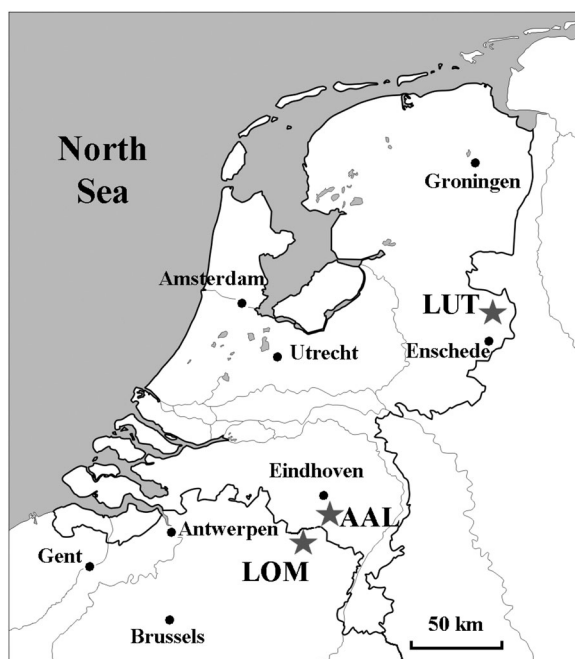 North
Sea
Groningen
Amsterdam
LUT
Enschede
Utrecht
Eindhoven
AAL
Antwerpen
Gent
LOM
50 km
Brussels